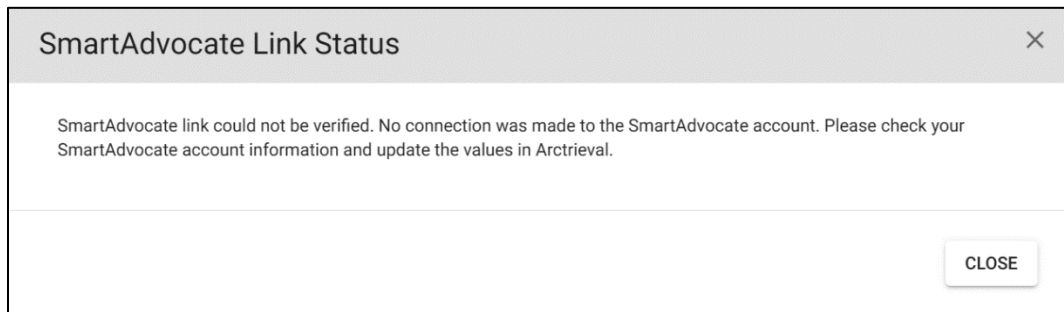 SmartAdvocate Link Status
SmartAdvocate link could not be verified. No connection was made to the SmartAdvocate account. Please check your
SmartAdvocate account information and update the values in Arctrieval.
CLOSE